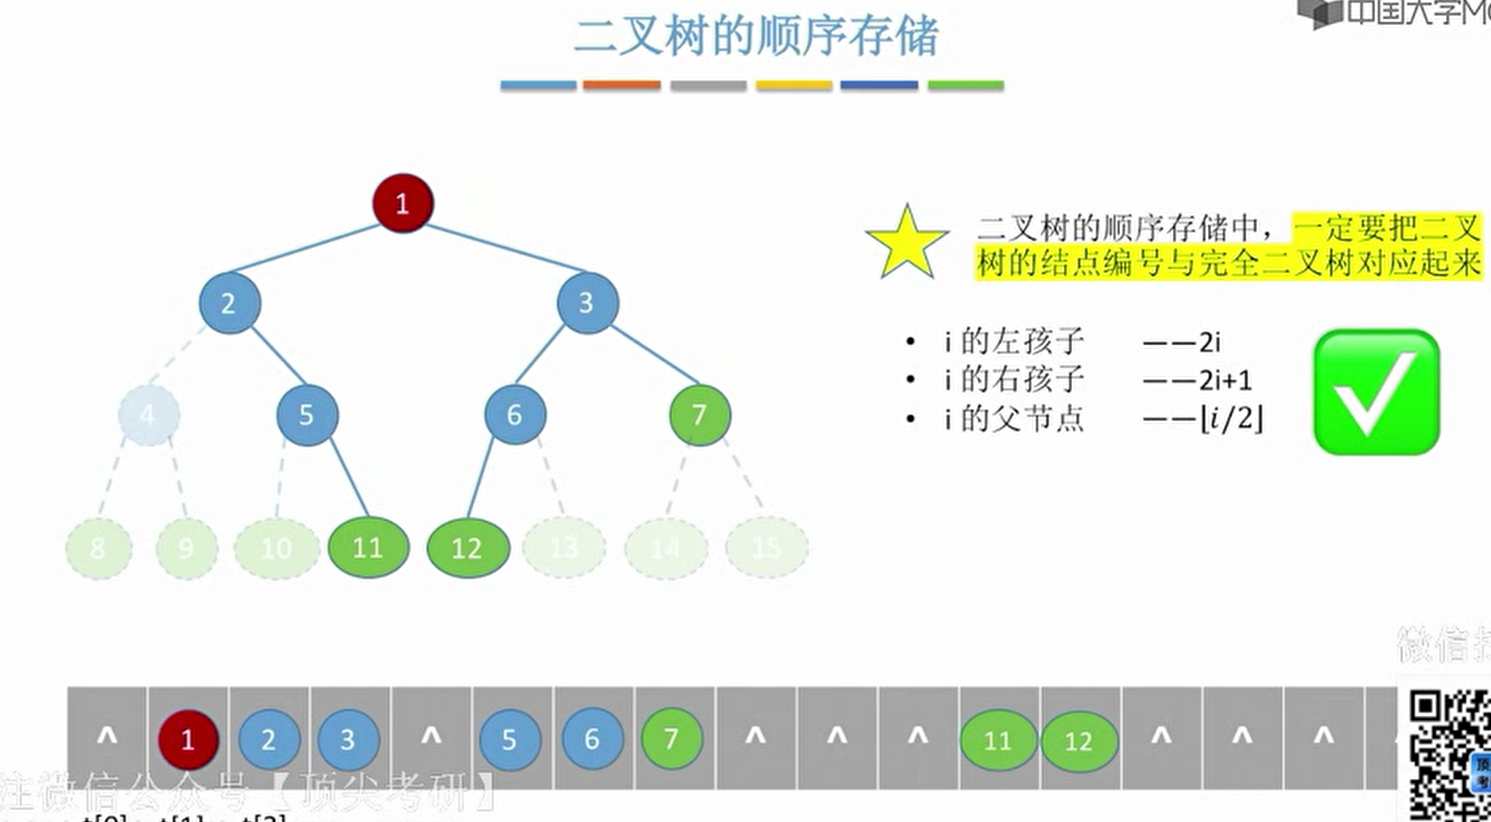 中国大学M
二叉树的顺序存储
1
2 3
4 5 6 7
8 9 10 11 12 13 14 15
二叉树的顺序存储中，一定要把二叉
树的结点编号与完全二叉树对应起来
• i 的左孩子 ——2i
• i 的右孩子 ——2i+1
• i 的父节点 ——⌊i/2⌋
微信扫
^ 1 2 3 ^ 5 6 7 ^ ^ ^ 11 12 ^ ^ ^
注微信公众号【顶尖考研】
t[0] t[1] t[2]